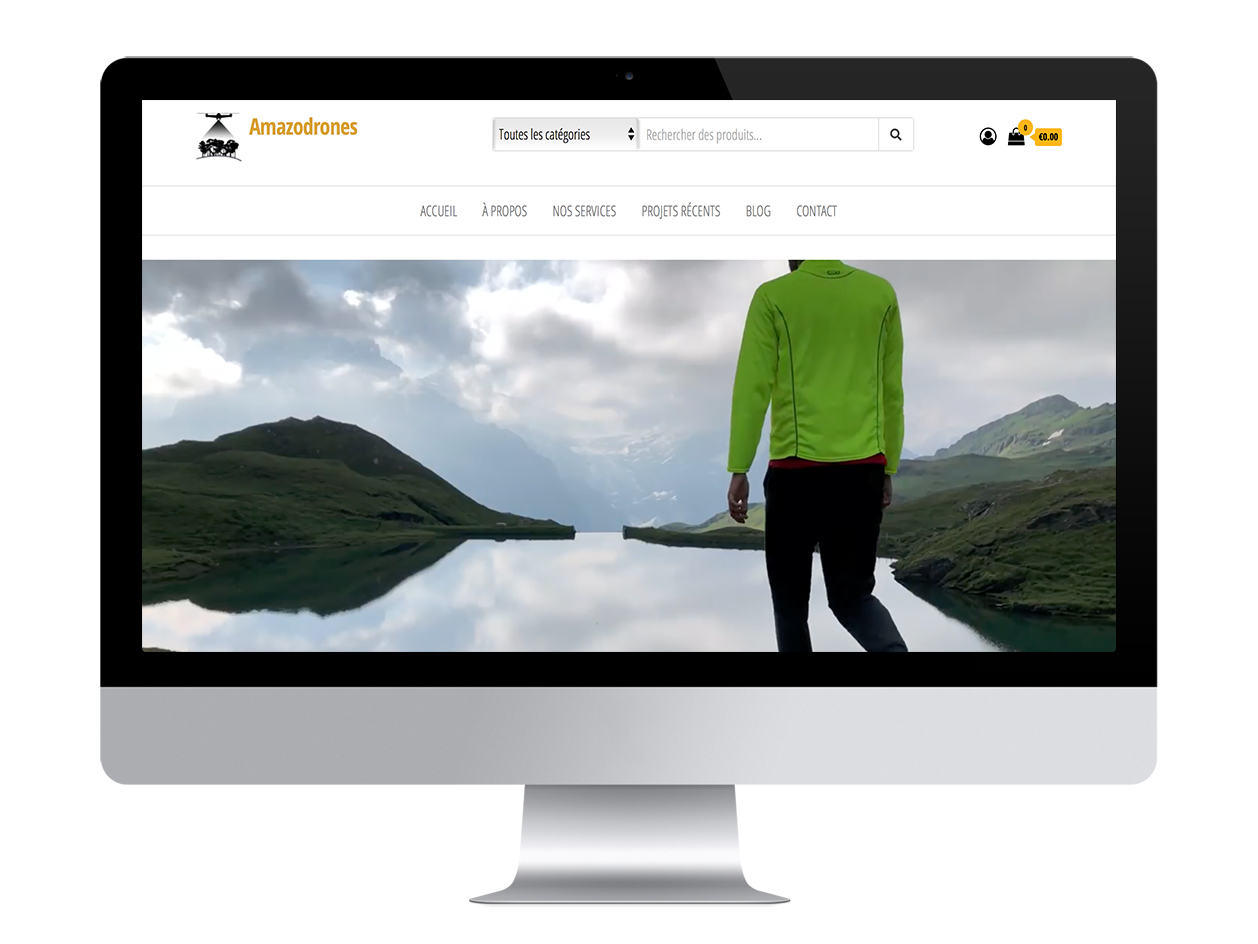 Amazodrones
Toutes les catégories
Rechercher des produits...
0
€0.00
ACCUEIL À PROPOS NOS SERVICES PROJETS RÉCENTS BLOG CONTACT